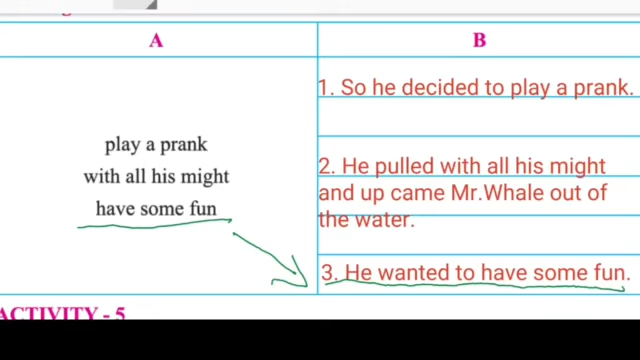 A
B
play a prank
with all his might
have some fun
1. So he decided to play a prank.
2. He pulled with all his might
and up came Mr.Whale out of
the water.
3. He wanted to have some fun.
ACTIVITY - 5